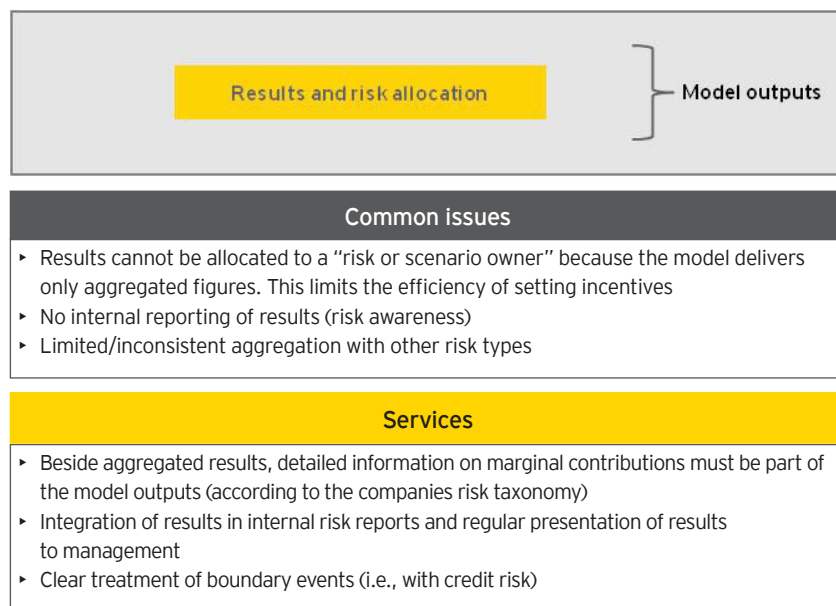 Results and risk allocation
Model outputs
Common issues
‣ Results cannot be allocated to a “risk or scenario owner” because the model delivers
only aggregated figures. This limits the efficiency of setting incentives
‣ No internal reporting of results (risk awareness)
‣ Limited/inconsistent aggregation with other risk types
Services
‣ Beside aggregated results, detailed information on marginal contributions must be part of
the model outputs (according to the companies risk taxonomy)
‣ Integration of results in internal risk reports and regular presentation of results
to management
‣ Clear treatment of boundary events (i.e., with credit risk)